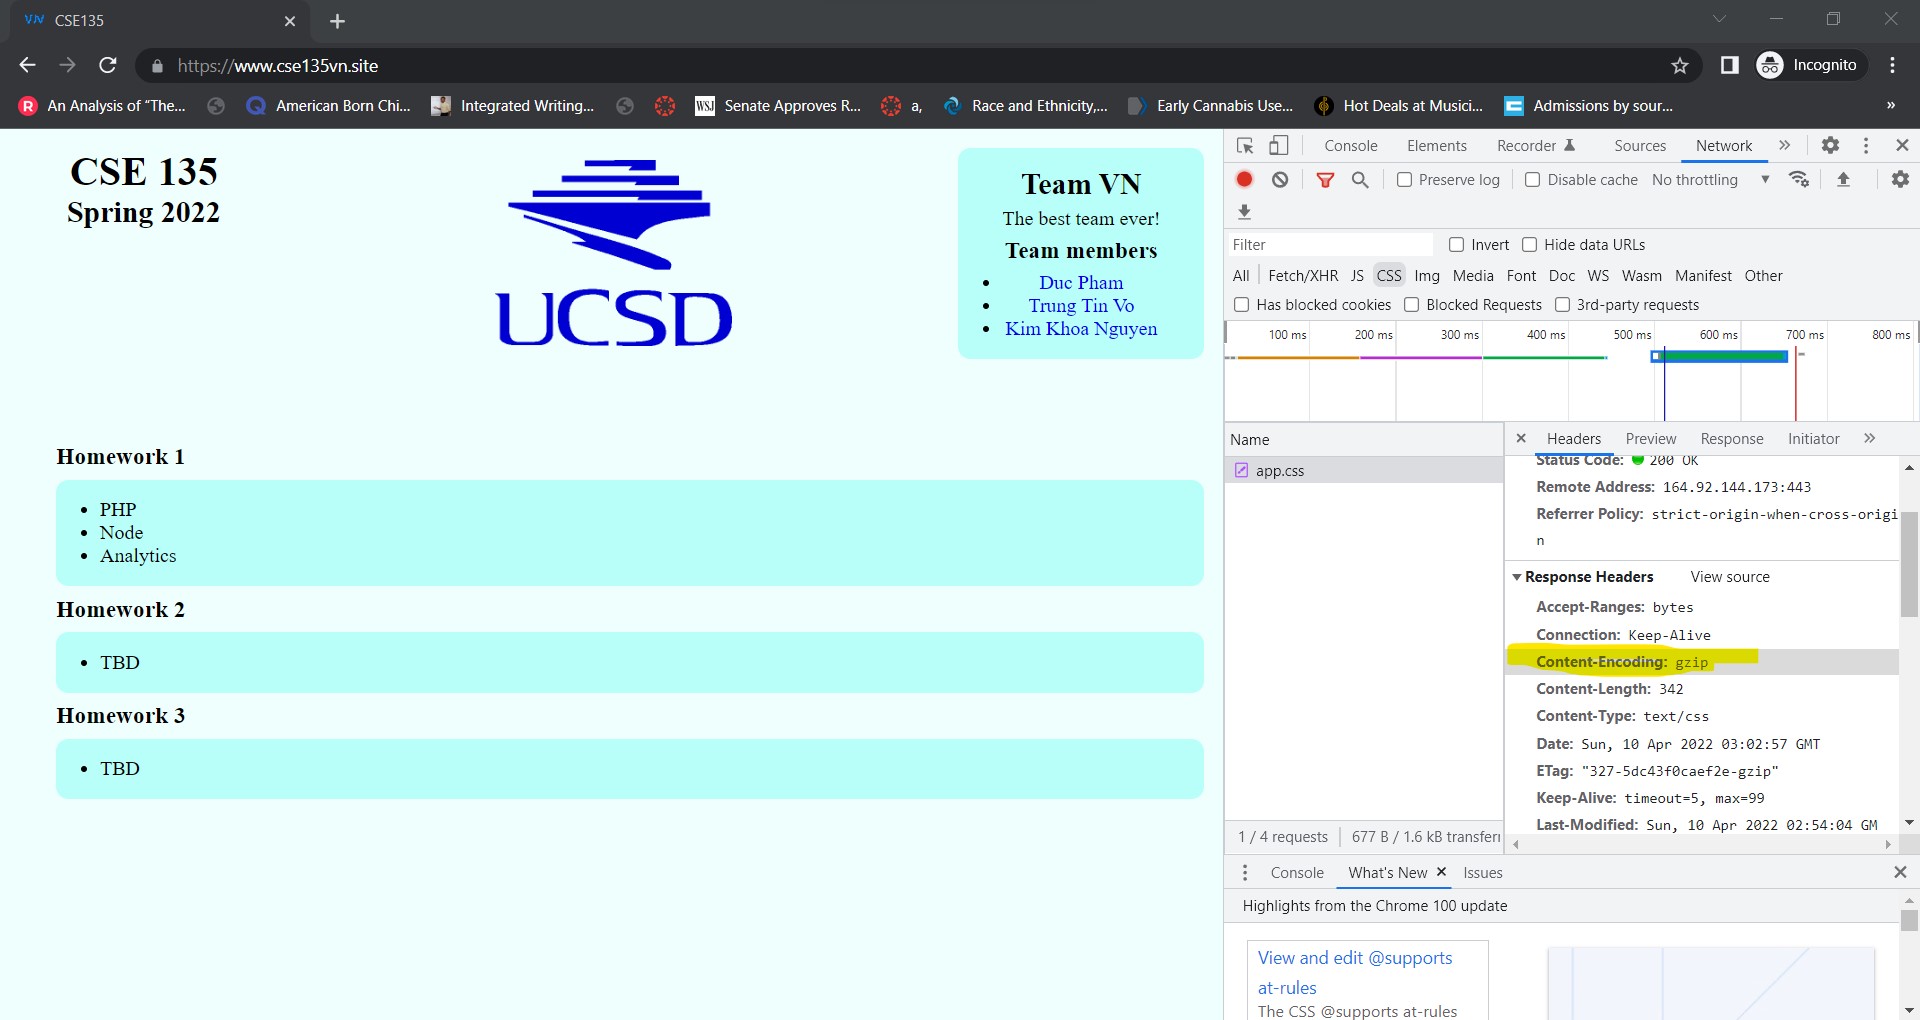 CSE135
https://www.cse135vn.site
Incognito
An Analysis of “The...
American Born Chi...
Integrated Writing...
WSJ Senate Approves R...
a,
Race and Ethnicity,...
Early Cannabis Use...
Hot Deals at Musici...
Admissions by sour...
»
CSE 135
Spring 2022
UCSD
Team VN
The best team ever!
Team members
Duc Pham
Trung Tin Vo
Kim Khoa Nguyen
Homework 1
PHP
Node
Analytics
Homework 2
TBD
Homework 3
TBD
Console Elements Recorder Sources Network »
Preserve log Disable cache No throttling
Filter Invert Hide data URLs
All Fetch/XHR JS CSS Img Media Font Doc WS Wasm Manifest Other
Has blocked cookies Blocked Requests 3rd-party requests
100 ms 200 ms 300 ms 400 ms 500 ms 600 ms 700 ms 800 ms
Name
app.css
1 / 4 requests 677 B / 1.6 kB transferr
Headers Preview Response Initiator »
Status Code: 200 OK
Remote Address: 164.92.144.173:443
Referrer Policy: strict-origin-when-cross-origi
n
Response Headers View source
Accept-Ranges: bytes
Connection: Keep-Alive
Content-Encoding: gzip
Content-Length: 342
Content-Type: text/css
Date: Sun, 10 Apr 2022 03:02:57 GMT
ETag: "327-5dc43f0caef2e-gzip"
Keep-Alive: timeout=5, max=99
Last-Modified: Sun, 10 Apr 2022 02:54:04 GM
Console What's New Issues
Highlights from the Chrome 100 update
View and edit @supports
at-rules
The CSS @supports at-rules